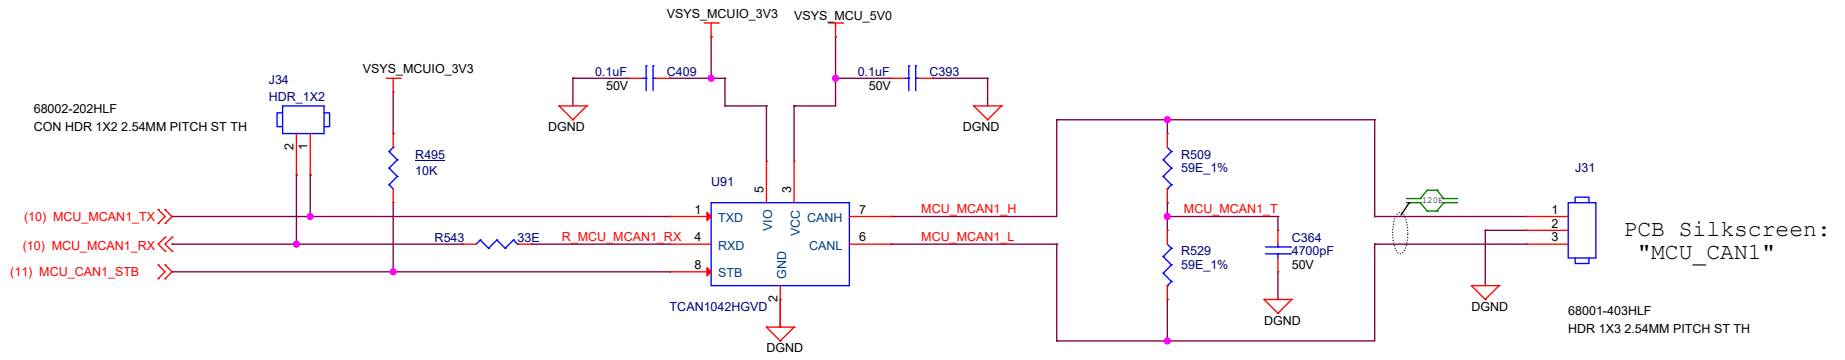 VSYS_MCUIO_3V3
VSYS_MCU_5V0
J34
HDR_1X2
VSYS_MCUIO_3V3
0.1uF
50V
C409
0.1uF
50V
C393
68002-202HLF
CON HDR 1X2 2.54MM PITCH ST TH
DGND
DGND
2
1
R495
10K
R509
59E_1%
J31
U91
5
3
120E
(10) MCU_MCAN1_TX
1
TXD
VIO
VCC
CANH
7
MCU_MCAN1_H
MCU_MCAN1_T
1
2
3
PCB Silkscreen:
"MCU_CAN1"
(10) MCU_MCAN1_RX
R543
33E
R_MCU_MCAN1_RX
4
RXD
CANL
6
MCU_MCAN1_L
C364
4700pF
50V
R529
59E_1%
(11) MCU_CAN1_STB
8
STB
GND
2
TCAN1042HGVD
DGND
DGND
DGND
68001-403HLF
HDR 1X3 2.54MM PITCH ST TH